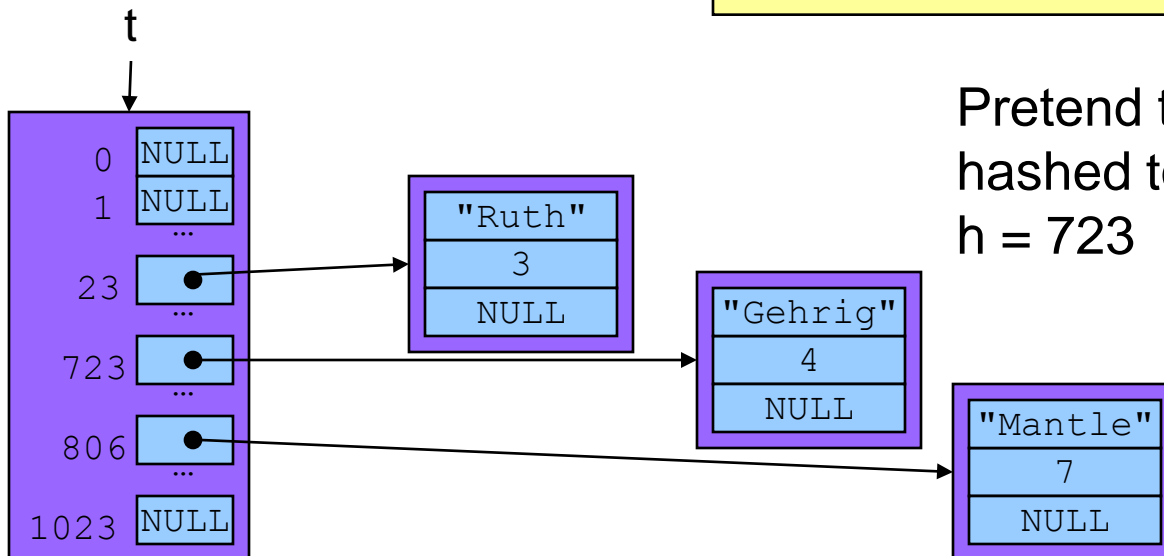 t
Pretend
hashed
h = 723
0 NULL
1 NULL
...
23
...
723
...
806
...
1023 NULL
"Ruth"
3
NULL
"Gehrig"
4
NULL
"Mantle"
7
NULL